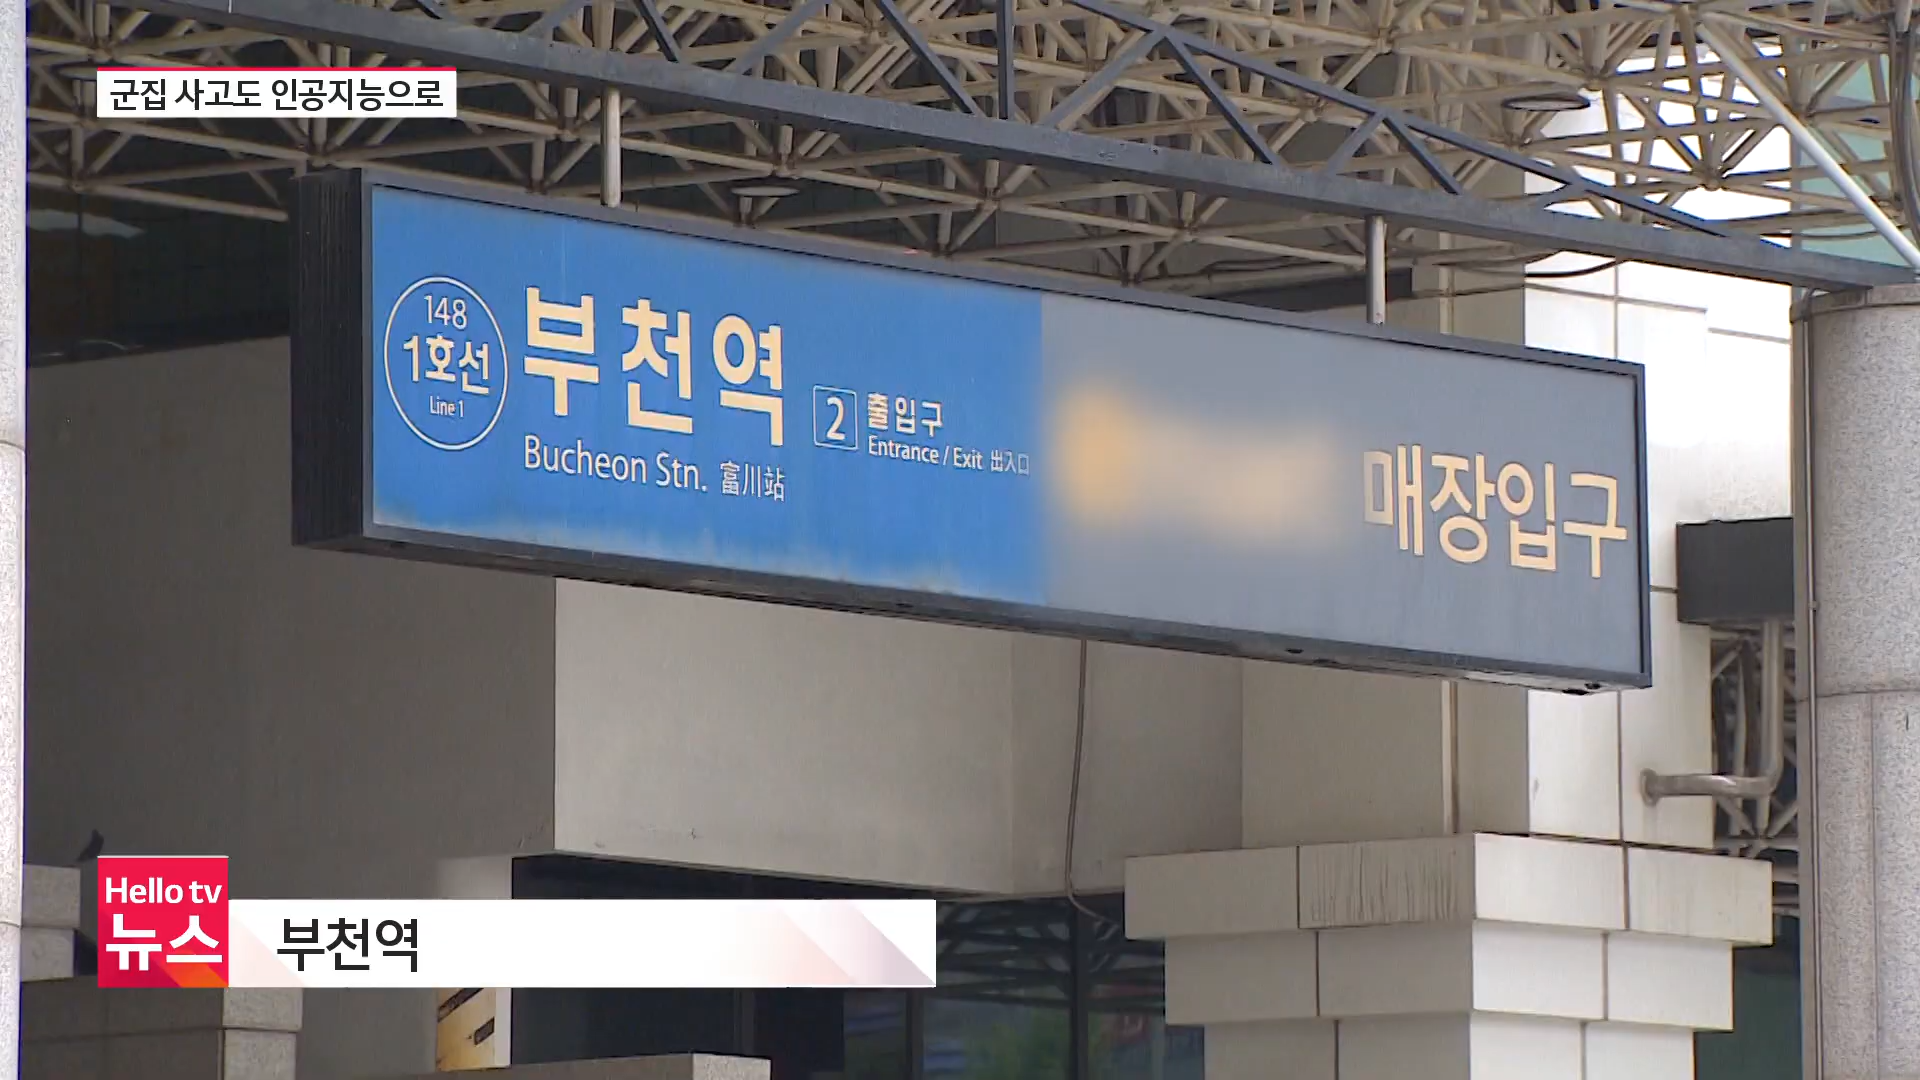 군집 사고도 인공지능으로
148
1호선
Line 1
부천역
Bucheon Stn. 富川站
2 출입구
Entrance / Exit 出入口
매장입구
Hello tv
뉴스
부천역